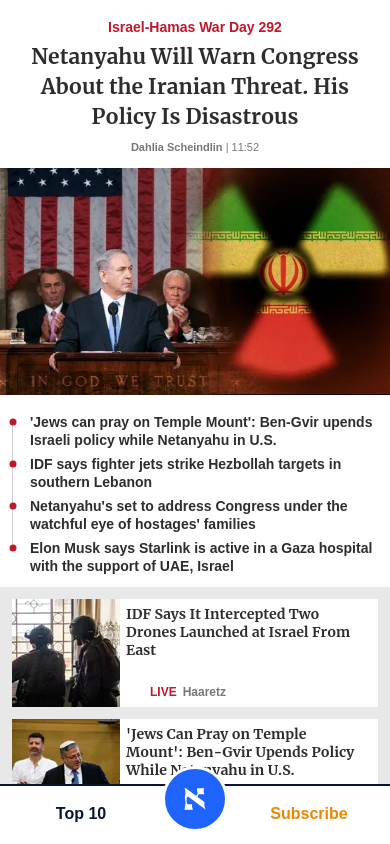 Israel-Hamas War Day 292
Netanyahu Will Warn Congress
About the Iranian Threat. His
Policy Is Disastrous
Dahlia Scheindlin | 11:52
IN GOD WE TRUST
'Jews can pray on Temple Mount': Ben-Gvir upends
Israeli policy while Netanyahu in U.S.
IDF says fighter jets strike Hezbollah targets in
southern Lebanon
Netanyahu's set to address Congress under the
watchful eye of hostages' families
Elon Musk says Starlink is active in a Gaza hospital
with the support of UAE, Israel
IDF Says It Intercepted Two
Drones Launched at Israel From
East
LIVE Haaretz
'Jews Can Pray on Temple
Mount': Ben-Gvir Upends Policy
While Netanyahu in U.S.
Top 10
Subscribe